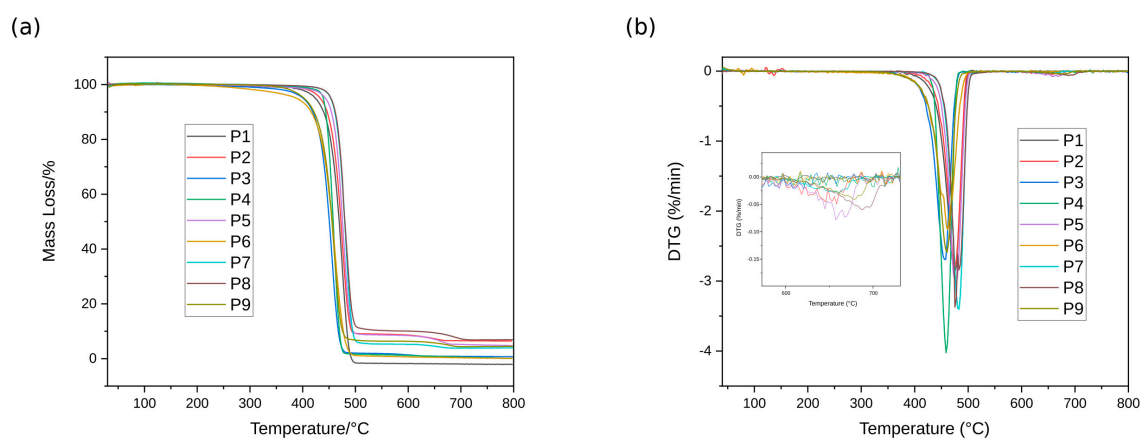 (a)
100
80
60
40
20
0
Mass Loss/%
P1
P2
P3
P4
P5
P6
P7
P8
P9
100 200 300 400 500 600 700 800
Temperature/°C
(b)
0
-1
-2
-3
-4
DTG (%/min)
P1
P2
P3
P4
P5
P6
P7
P8
P9
0.00
-0.05
-0.10
-0.15
DTG (%/min)
600 700
Temperature (°C)
100 200 300 400 500 600 700 800
Temperature (°C)